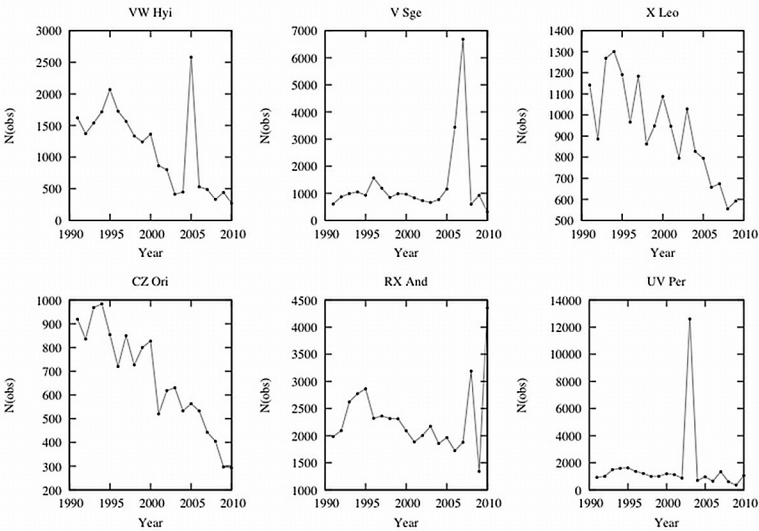 VW Hyi
3000
2500
2000
1500
1000
500
0
N(obs)
1990 1995 2000 2005 2010
Year
V Sge
7000
6000
5000
4000
3000
2000
1000
0
N(obs)
1990 1995 2000 2005 2010
Year
X Leo
1400
1300
1200
1100
1000
900
800
700
600
500
N(obs)
1990 1995 2000 2005 2010
Year
CZ Ori
1000
900
800
700
600
500
400
300
200
N(obs)
1990 1995 2000 2005 2010
Year
RX And
4500
4000
3500
3000
2500
2000
1500
1000
N(obs)
1990 1995 2000 2005 2010
Year
UV Per
14000
12000
10000
8000
6000
4000
2000
0
N(obs)
1990 1995 2000 2005 2010
Year